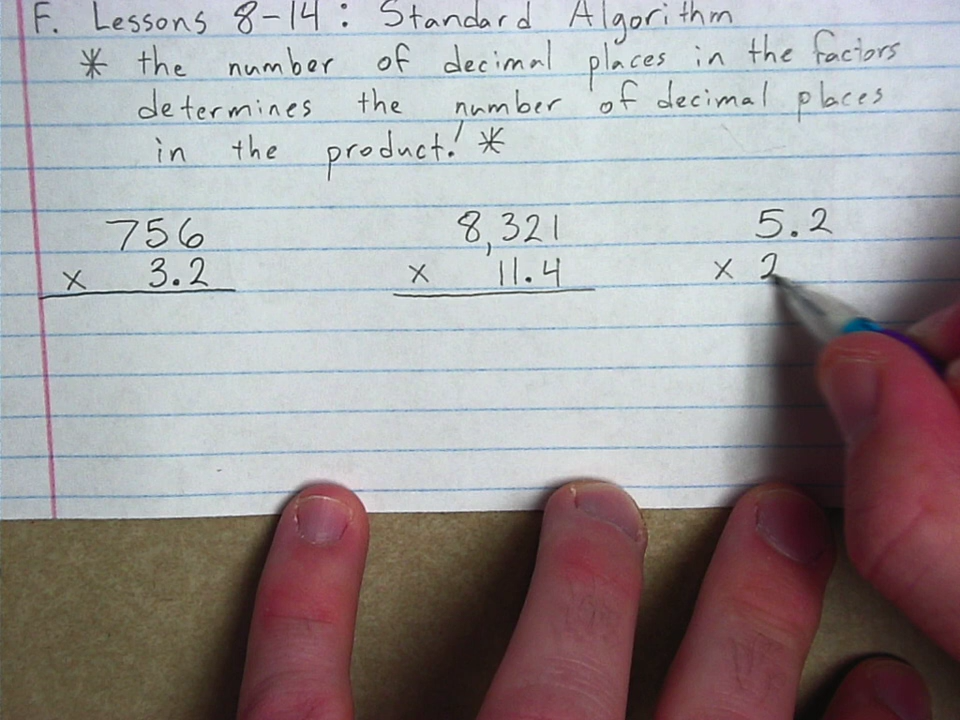 F. Lessons 8-14: Standard Algorithm
* the number of decimal places in the factors
determines the number of decimal places
in the product! *
756 8,321 5.2
x 3.2 x 11.4 x 2